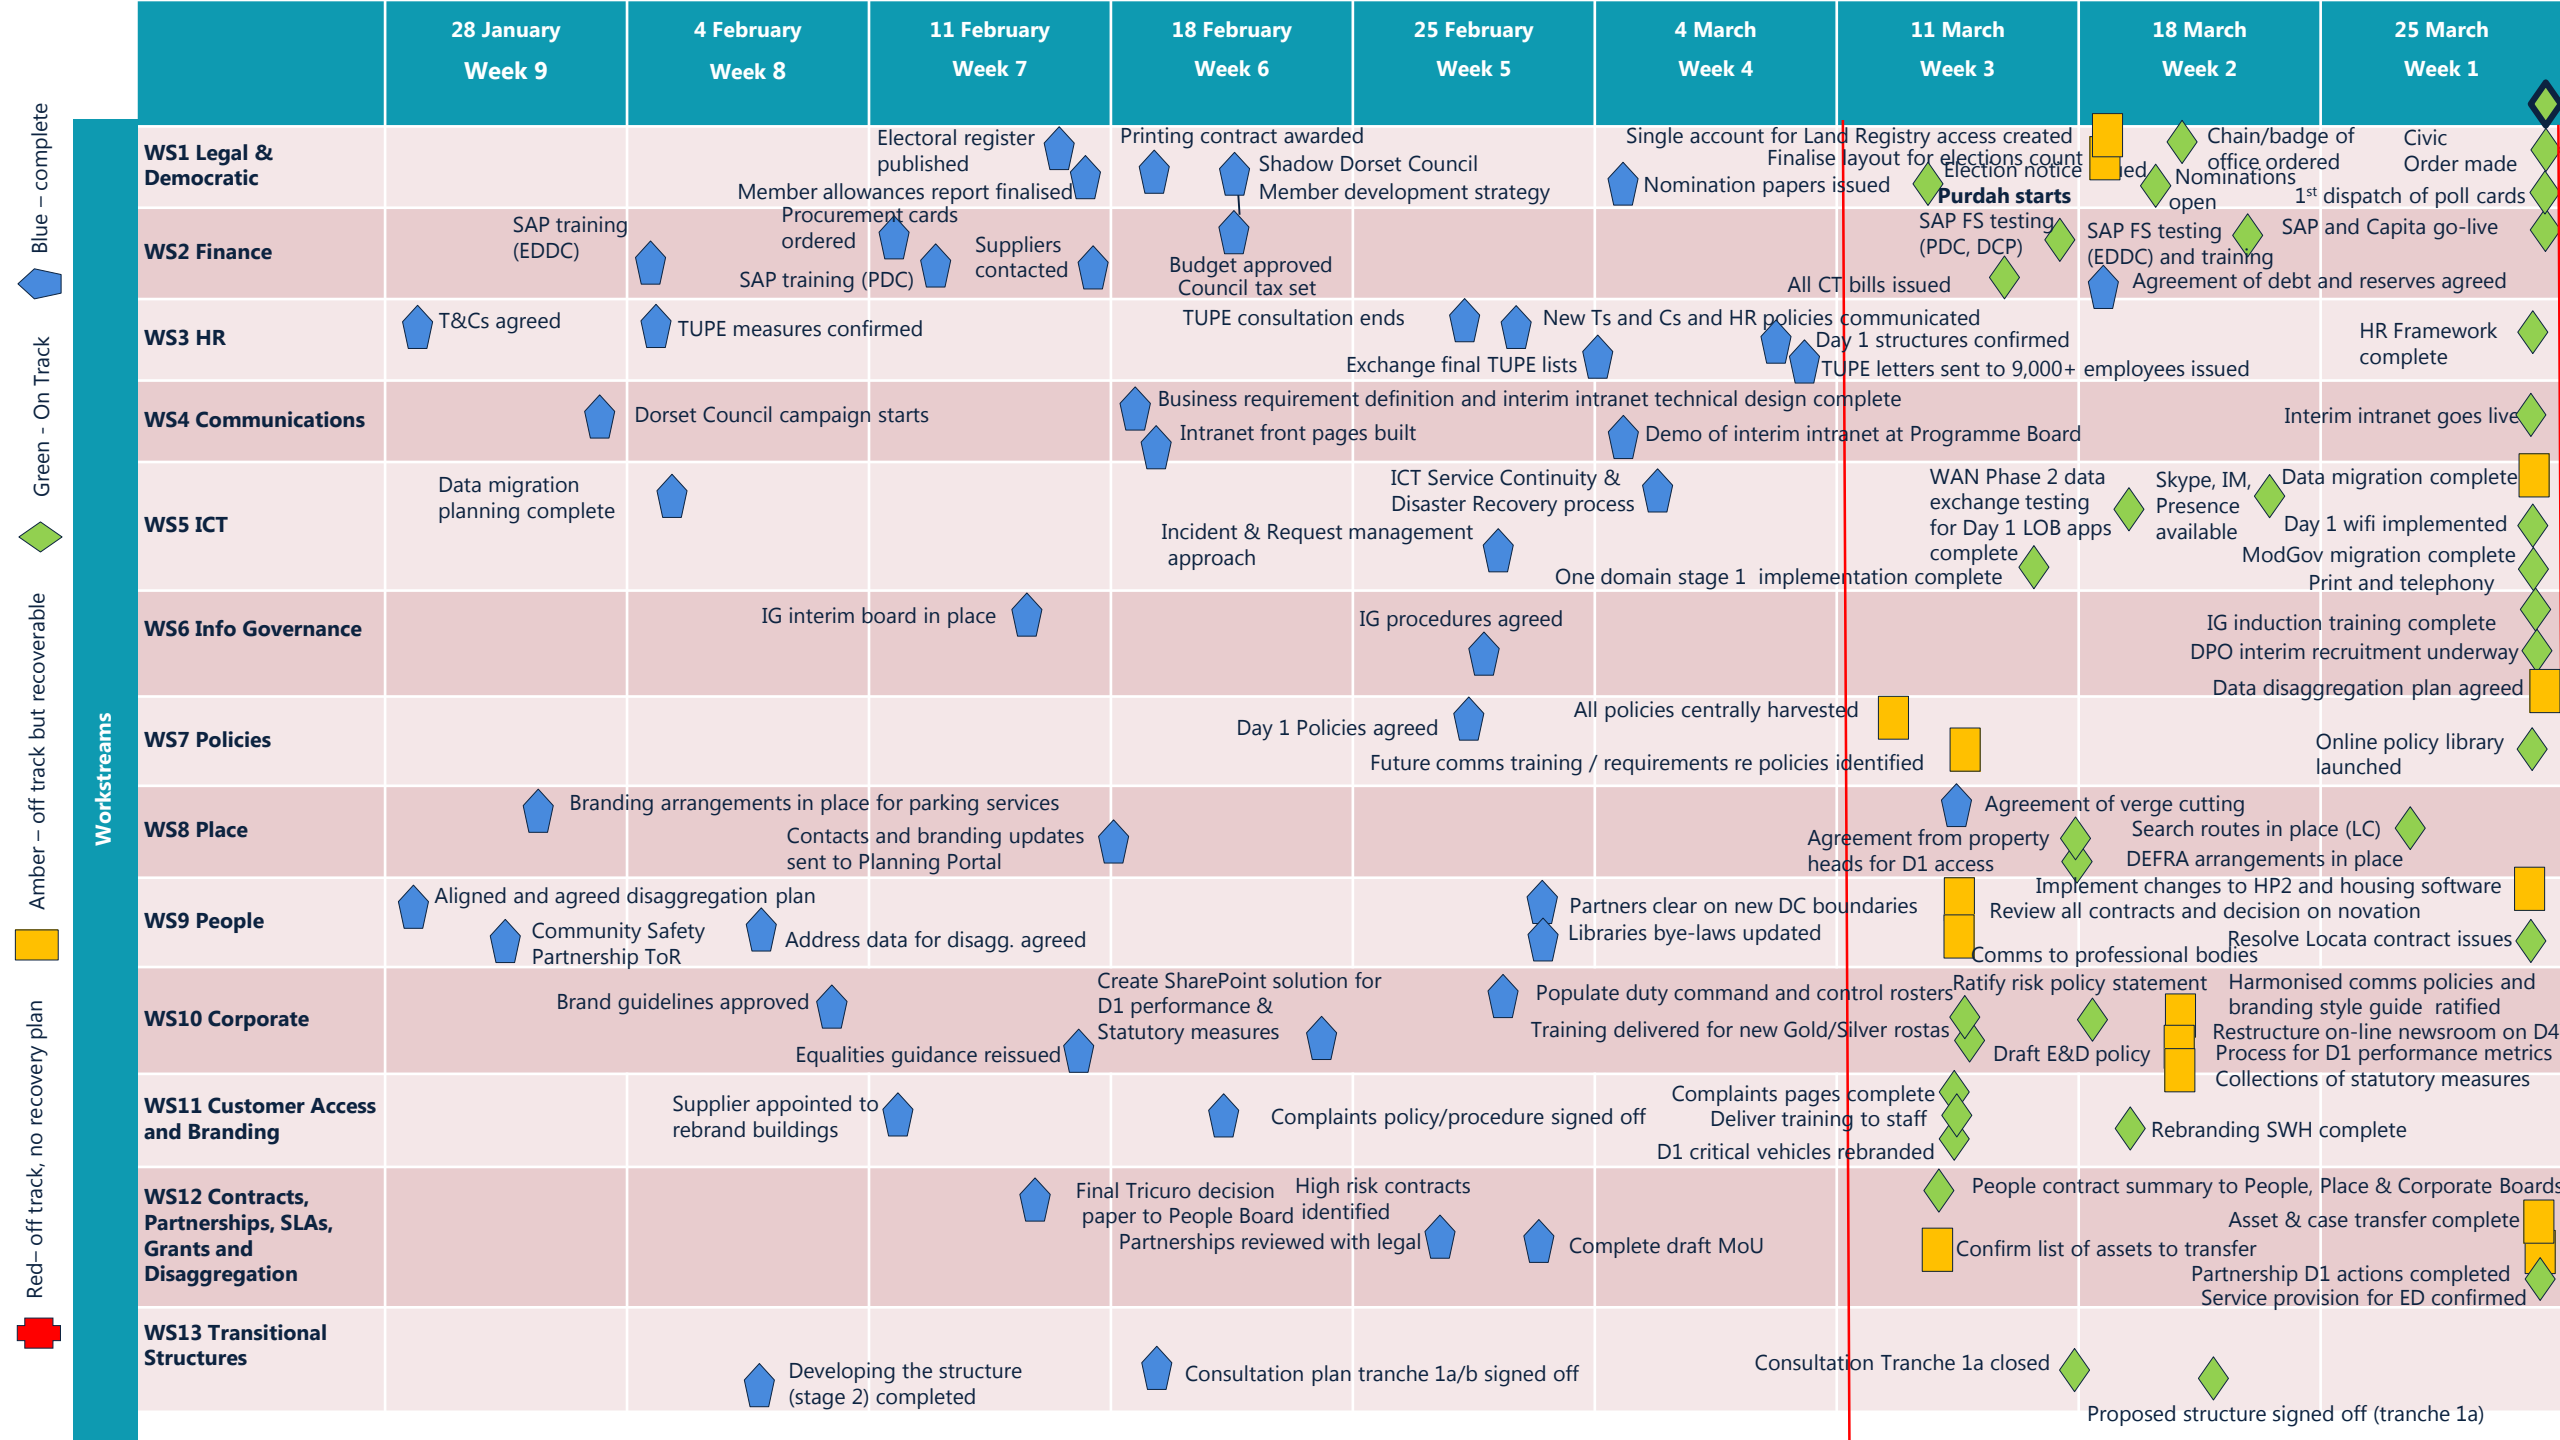 28 January
Week 9
4 February
Week 8
11 February
Week 7
18 February
Week 6
25 February
Week 5
4 March
Week 4
11 March
Week 3
18 March
Week 2
25 March
Week 1
Blue – complete
Green - On Track
Amber – off track but recoverable
Red– off track, no recovery plan
Workstreams
WS1 Legal &
Democratic
Electoral register
published
Member allowances report finalised
Printing contract awarded
Shadow Dorset Council
Member development strategy
Single account for Land Registry access created
Finalise layout for elections count
Nomination papers issued
Election notice
ued
Purdah starts
Chain/badge of
office ordered
Nominations
open
Civic
Order made
1st dispatch of poll cards
WS2 Finance
SAP training
(EDDC)
Procurement cards
ordered
SAP training (PDC)
Suppliers
contacted
Budget approved
Council tax set
SAP FS testing
(PDC, DCP)
All CT bills issued
SAP FS testing
(EDDC) and training
SAP and Capita go-live
Agreement of debt and reserves agreed
WS3 HR
T&Cs agreed
TUPE measures confirmed
TUPE consultation ends
New Ts and Cs and HR policies communicated
Exchange final TUPE lists
Day 1 structures confirmed
TUPE letters sent to 9,000+ employees issued
HR Framework
complete
WS4 Communications
Dorset Council campaign starts
Business requirement definition and interim intranet technical design complete
Intranet front pages built
Demo of interim intranet at Programme Board
Interim intranet goes live
WS5 ICT
Data migration
planning complete
ICT Service Continuity &
Disaster Recovery process
Incident & Request management
approach
One domain stage 1 implementation complete
WAN Phase 2 data
exchange testing
for Day 1 LOB apps
complete
Skype, IM,
Presence
available
Data migration complete
Day 1 wifi implemented
ModGov migration complete
Print and telephony
WS6 Info Governance
IG interim board in place
IG procedures agreed
IG induction training complete
DPO interim recruitment underway
Data disaggregation plan agreed
WS7 Policies
Day 1 Policies agreed
All policies centrally harvested
Future comms training / requirements re policies identified
Online policy library
launched
WS8 Place
Branding arrangements in place for parking services
Contacts and branding updates
sent to Planning Portal
Agreement of verge cutting
Agreement from property
heads for D1 access
Search routes in place (LC)
DEFRA arrangements in place
WS9 People
Aligned and agreed disaggregation plan
Community Safety
Partnership ToR
Address data for disagg. agreed
Partners clear on new DC boundaries
Libraries bye-laws updated
Implement changes to HP2 and housing software
Review all contracts and decision on novation
Resolve Locata contract issues
Comms to professional bodies
WS10 Corporate
Brand guidelines approved
Equalities guidance reissued
Create SharePoint solution for
D1 performance &
Statutory measures
Populate duty command and control rosters
Training delivered for new Gold/Silver rostas
Ratify risk policy statement
Draft E&D policy
Harmonised comms policies and
branding style guide ratified
Restructure on-line newsroom on D4
Process for D1 performance metrics
Collections of statutory measures
WS11 Customer Access
and Branding
Supplier appointed to
rebrand buildings
Complaints policy/procedure signed off
Complaints pages complete
Deliver training to staff
D1 critical vehicles rebranded
Rebranding SWH complete
WS12 Contracts,
Partnerships, SLAs,
Grants and
Disaggregation
Final Tricuro decision
paper to People Board
High risk contracts
identified
Partnerships reviewed with legal
Complete draft MoU
People contract summary to People, Place & Corporate Boards
Asset & case transfer complete
Confirm list of assets to transfer
Partnership D1 actions completed
Service provision for ED confirmed
WS13 Transitional
Structures
Developing the structure
(stage 2) completed
Consultation plan tranche 1a/b signed off
Consultation Tranche 1a closed
Proposed structure signed off (tranche 1a)